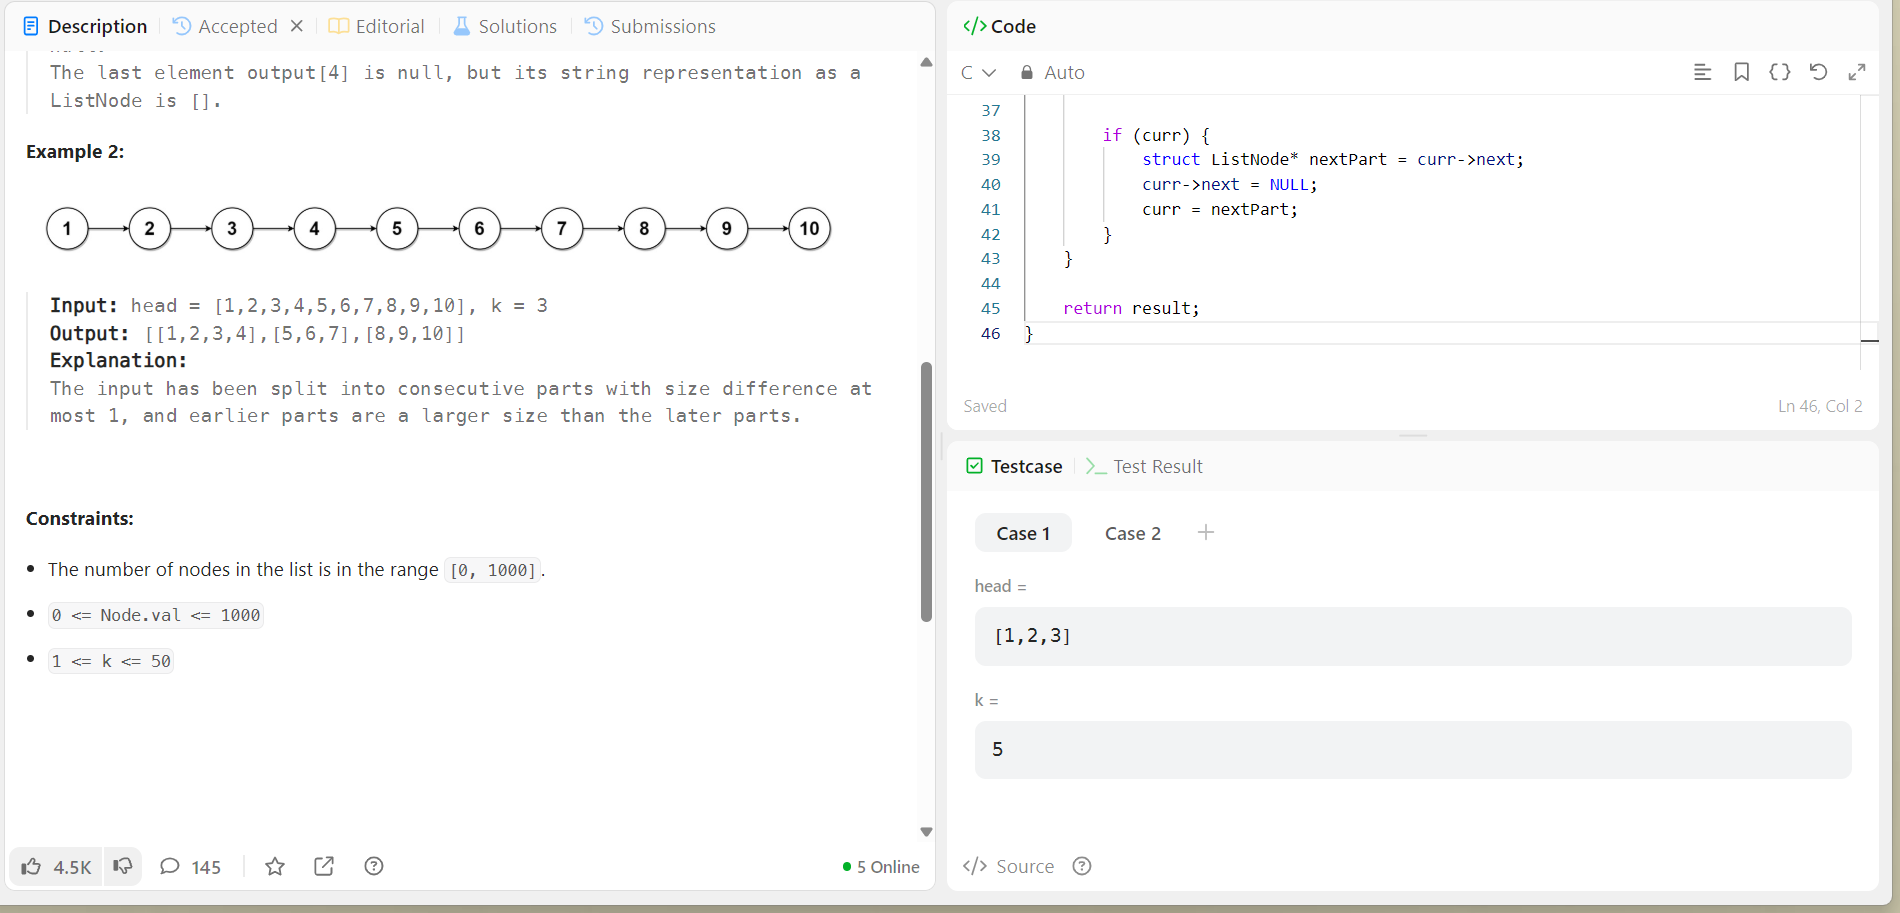 Description
Accepted
Editorial
Solutions
Submissions
The last element output[4] is null, but its string representation as a
ListNode is [].
Example 2:
1 2 3 4 5 6 7 8 9 10
Input: head = [1,2,3,4,5,6,7,8,9,10], k = 3
Output: [[1,2,3,4],[5,6,7],[8,9,10]]
Explanation:
The input has been split into consecutive parts with size difference at
most 1, and earlier parts are a larger size than the later parts.
Constraints:
The number of nodes in the list is in the range [0, 1000].
0 <= Node.val <= 1000
1 <= k <= 50
4.5K
145
5 Online
</> Code
C
Auto
37
38 if (curr) {
39 struct ListNode* nextPart = curr->next;
40 curr->next = NULL;
41 curr = nextPart;
42 }
43 }
44
45 return result;
46 }
Saved
Ln 46, Col 2
Testcase
>_ Test Result
Case 1
Case 2
head =
[1,2,3]
k =
5
</> Source